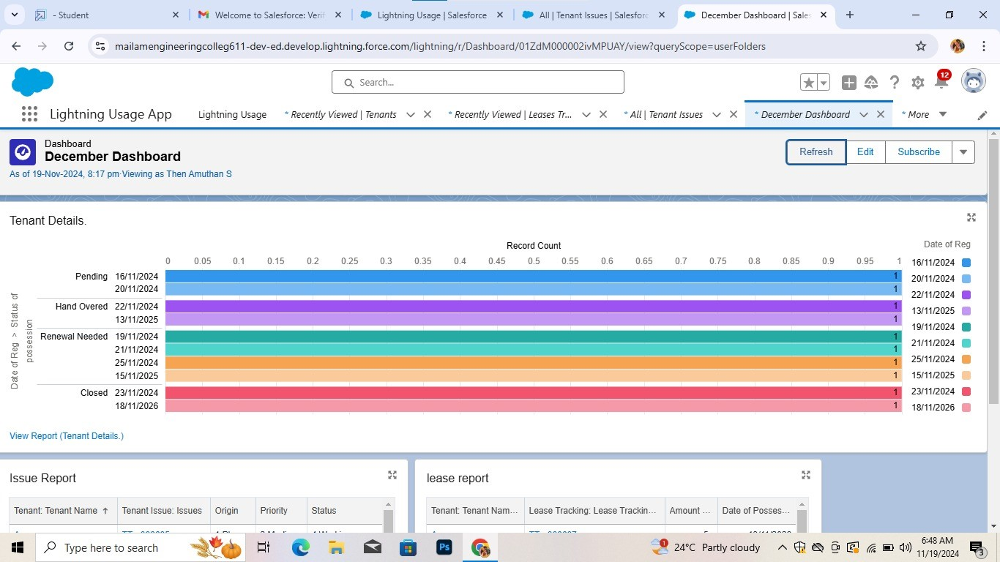 - Student
Welcome to Salesforce: Verif
Lightning Usage | Salesforce
All | Tenant Issues | Salesforc
December Dashboard | Sales
mailamengineeringcolleg611-dev-ed.develop.lightning.force.com/lightning/r/Dashboard/01ZdM000002ivMPUAY/view?queryScope=userFolders
Search...
12
Lightning Usage App
Lightning Usage
* Recently Viewed | Tenants
* Recently Viewed | Leases Tr...
* All | Tenant Issues
* December Dashboard
* More
Dashboard
December Dashboard
As of 19-Nov-2024, 8:17 pm·Viewing as Then Amuthan S
Refresh
Edit
Subscribe
Tenant Details.
Record Count
0 0.05 0.1 0.15 0.2 0.25 0.3 0.35 0.4 0.45 0.5 0.55 0.6 0.65 0.7 0.75 0.8 0.85 0.9 0.95 1
Date of Reg > Status of
possession
Pending 16/11/2024 1
20/11/2024 1
Hand Overed 22/11/2024 1
13/11/2025 1
Renewal Needed 19/11/2024 1
21/11/2024 1
25/11/2024 1
15/11/2025 1
Closed 23/11/2024 1
18/11/2026 1
Date of Reg
16/11/2024
20/11/2024
22/11/2024
13/11/2025
19/11/2024
21/11/2024
25/11/2024
15/11/2025
23/11/2024
18/11/2026
View Report (Tenant Details.)
Issue Report
Tenant: Tenant Name ↑ Tenant Issue: Issues Origin Priority Status
lease report
Tenant: Tenant Nam... Lease Tracking: Lease Trackin... Amount ... Date of Posses...
Type here to search
Ps
1
24°C Partly cloudy
6:48 AM
11/19/2024
3